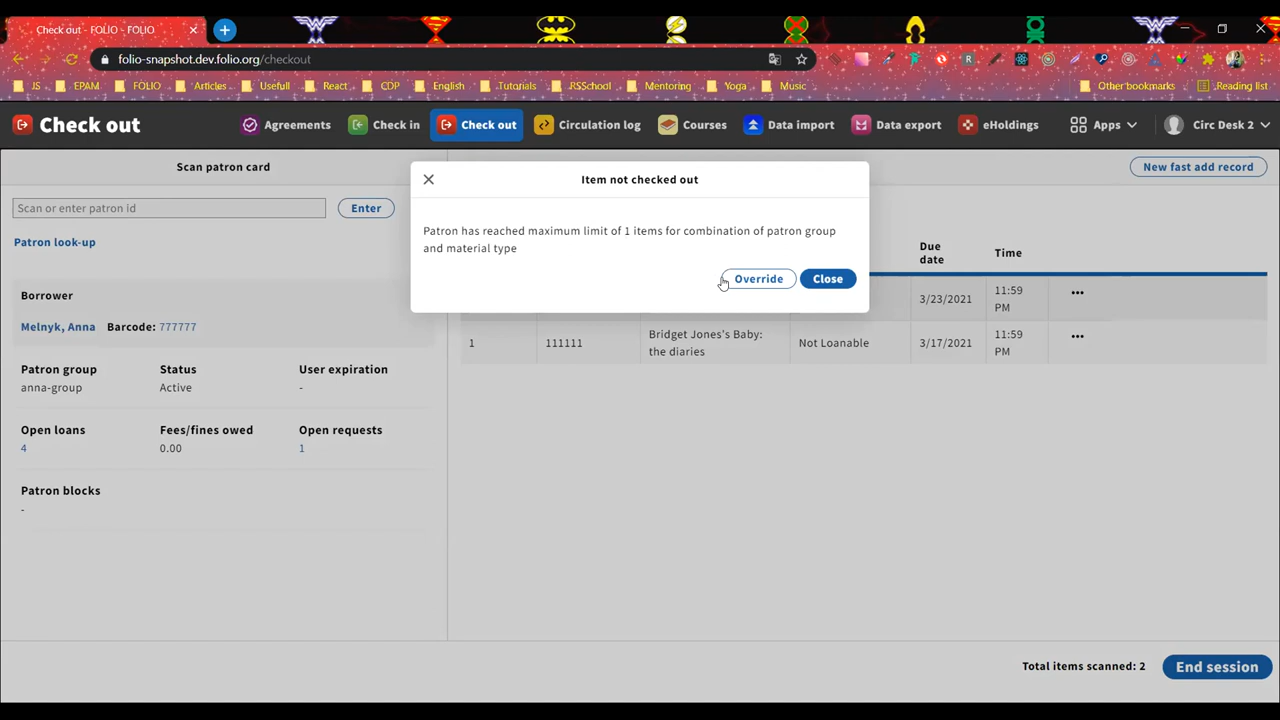 Check out - FOLIO - FOLIO
folio-snapshot.dev.folio.org/checkout
JS EPAM FOLIO Articles Usefull React CDP English Tutorials RSSchool Mentoring Yoga Music Other bookmarks Reading list
Check out Agreements Check in Check out Circulation log Courses Data import Data export eHoldings Apps Circ Desk 2
Scan patron card
New fast add record
Scan or enter patron id
Enter
Patron look-up
Borrower
Melnyk, Anna Barcode: 777777
Patron group Status User expiration
anna-group Active -
Open loans Fees/fines owed Open requests
4 0.00 1
Patron blocks
-
Item not checked out
Patron has reached maximum limit of 1 items for combination of patron group
and material type
Override Close
Due
date
Time
3/23/2021
11:59
PM
•••
1 111111
Bridget Jones's Baby:
the diaries
Not Loanable
3/17/2021
11:59
PM
•••
Total items scanned: 2
End session